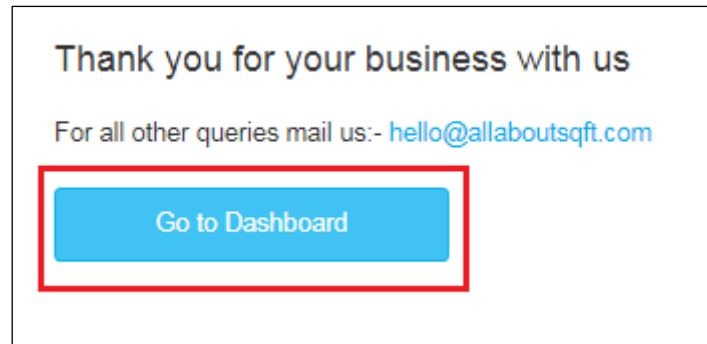 Thank you for your business with us
For all other queries mail us:- hello@allaboutsqft.com
Go to Dashboard